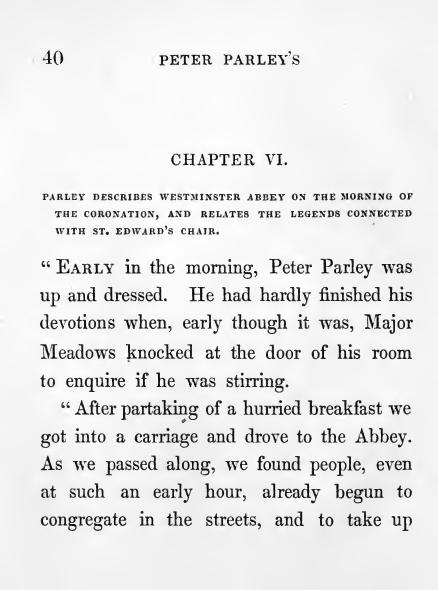 40 PETER PARLEY'S
CHAPTER VI.
PARLEY DESCRIBES WESTMINSTER ABBEY ON THE MORNING OF
THE CORONATION, AND RELATES THE LEGENDS CONNECTED
WITH ST. EDWARD'S CHAIR.
“ EARLY in the morning, Peter Parley was
up and dressed. He had hardly finished his
devotions when, early though it was, Major
Meadows knocked at the door of his room
to enquire if he was stirring.
“ After partaking of a hurried breakfast we
got into a carriage and drove to the Abbey.
As we passed along, we found people, even
at such an early hour, already begun to
congregate in the streets, and to take up